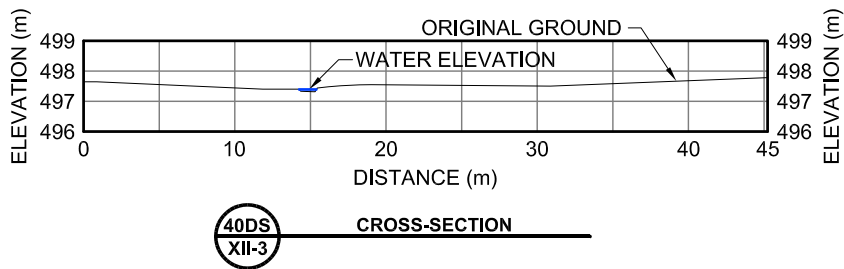 ORIGINAL GROUND
WATER ELEVATION
ELEVATION (m)
499
498
497
496
499
498
497
496
ELEVATION (m)
0 10 20 30 40 45
DISTANCE (m)
40DS
XII-3
CROSS-SECTION